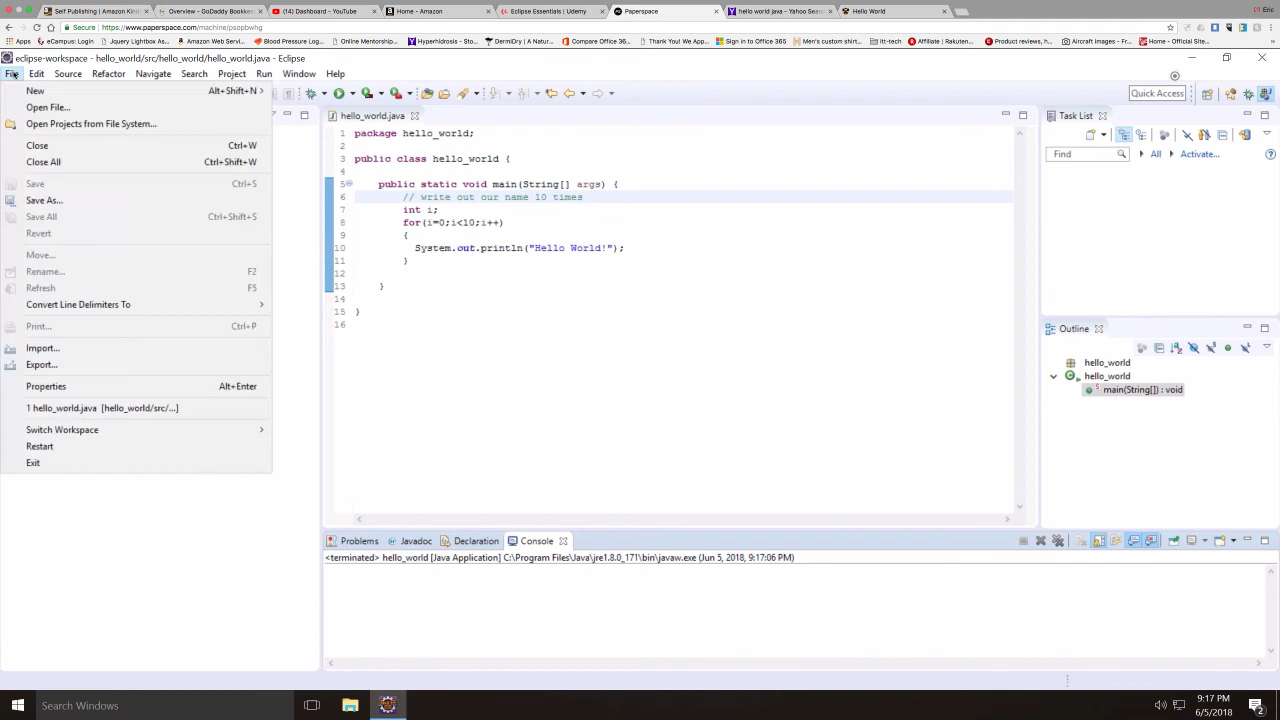 Self Publishing | Amazon Kindl
Overview - GoDaddy Bookkee
(14) Dashboard - YouTube
Home - Amazon
Eclipse Essentials | Udemy
Paperspace
hello world java - Yahoo Searc
Hello World
Eric
Secure | https://www.paperspace.com/machine/psopbwhg
Apps
eCampus: Login
Jquery Lightbox As...
Amazon Web Servi...
Blood Pressure Log...
Online Mentorship...
Hyperhidrosis - Tre...
DermiDry | A Natur...
Compare Office 36...
Thank You! We App...
Sign in to Office 365
Men's custom shirt...
itt-tech
Affiliate | Rakuten...
Product reviews, h...
Aircraft Images - Fr...
Home : Official Site...
eclipse-workspace - hello_world/src/hello_world/hello_world.java - Eclipse
File Edit Source Refactor Navigate Search Project Run Window Help
Quick Access
New Alt+Shift+N
Open File...
Open Projects from File System...
Close Ctrl+W
Close All Ctrl+Shift+W
Save Ctrl+S
Save As...
Save All Ctrl+Shift+S
Revert
Move...
Rename... F2
Refresh F5
Convert Line Delimiters To
Print... Ctrl+P
Import...
Export...
Properties Alt+Enter
1 hello_world.java [hello_world/src/...]
Switch Workspace
Restart
Exit
hello_world.java
1 package hello_world;
2
3 public class hello_world {
4
5 public static void main(String[] args) {
6 // write out our name 10 times
7 int i;
8 for(i=0;i<10;i++)
9 {
10 System.out.println("Hello World!");
11 }
12
13 }
14
15 }
16
Task List
Find All Activate...
Outline
hello_world
hello_world
main(String[]) : void
Problems Javadoc Declaration Console
<terminated> hello_world [Java Application] C:\Program Files\Java\jre1.8.0_171\bin\javaw.exe (Jun 5, 2018, 9:17:06 PM)
Search Windows
9:17 PM
6/5/2018
2